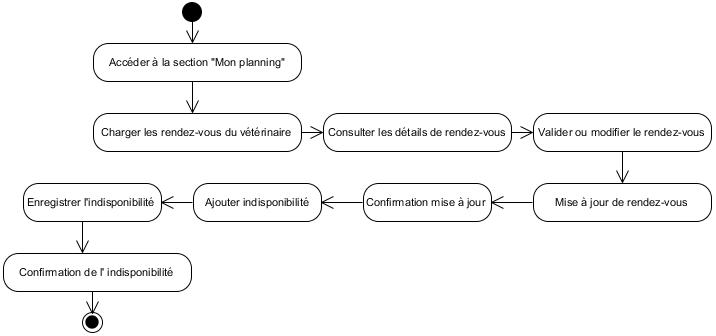 Accéder à la section "Mon planning"
Charger les rendez-vous du vétérinaire
Consulter les détails de rendez-vous
Valider ou modifier le rendez-vous
Mise à jour de rendez-vous
Confirmation mise à jour
Ajouter indisponibilité
Enregistrer l'indisponibilité
Confirmation de l' indisponibilité